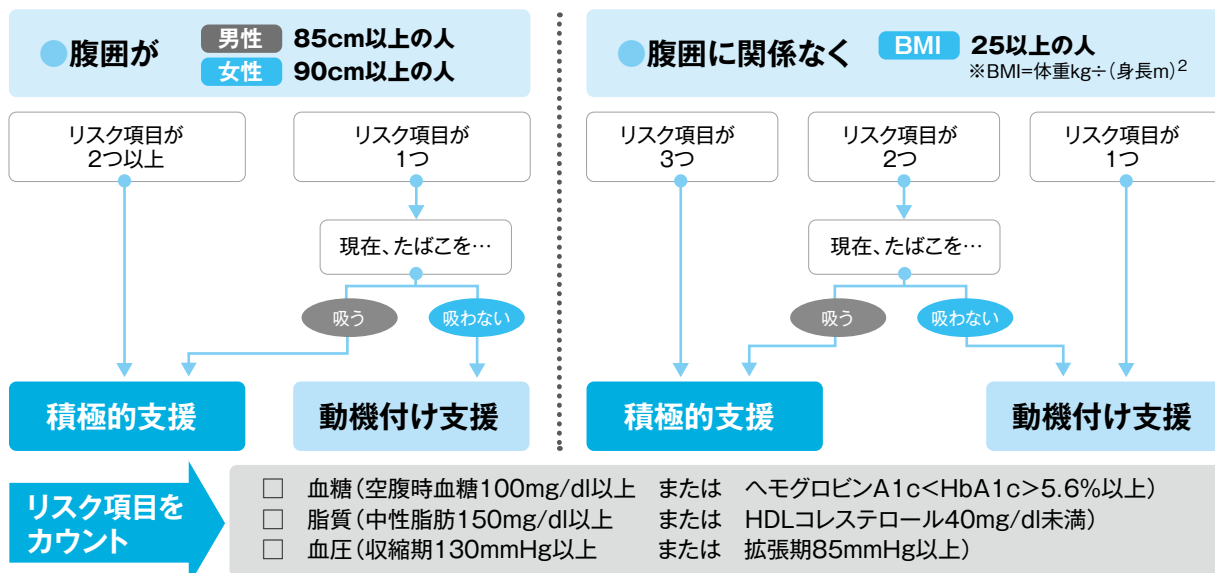 ●腹囲が
男性 85cm以上の人
女性 90cm以上の人
●腹囲に関係なく
BMI 25以上の人
※BMI=体重kg÷(身長m)2
リスク項目が
2つ以上
リスク項目が
1つ
リスク項目が
3つ
リスク項目が
2つ
リスク項目が
1つ
現在、たばこを…
現在、たばこを…
吸う
吸わない
吸う
吸わない
積極的支援
動機付け支援
積極的支援
動機付け支援
リスク項目を
カウント
□ 血糖(空腹時血糖100mg/dl以上 または ヘモグロビンA1c<HbA1c>5.6%以上)
□ 脂質(中性脂肪150mg/dl以上 または HDLコレステロール40mg/dl未満)
□ 血圧(収縮期130mmHg以上 または 拡張期85mmHg以上)